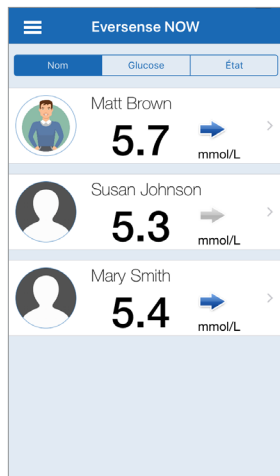 Eversense NOW
Nom Glucose État
Matt Brown
5.7
mmol/L
Susan Johnson
5.3
mmol/L
Mary Smith
5.4
mmol/L